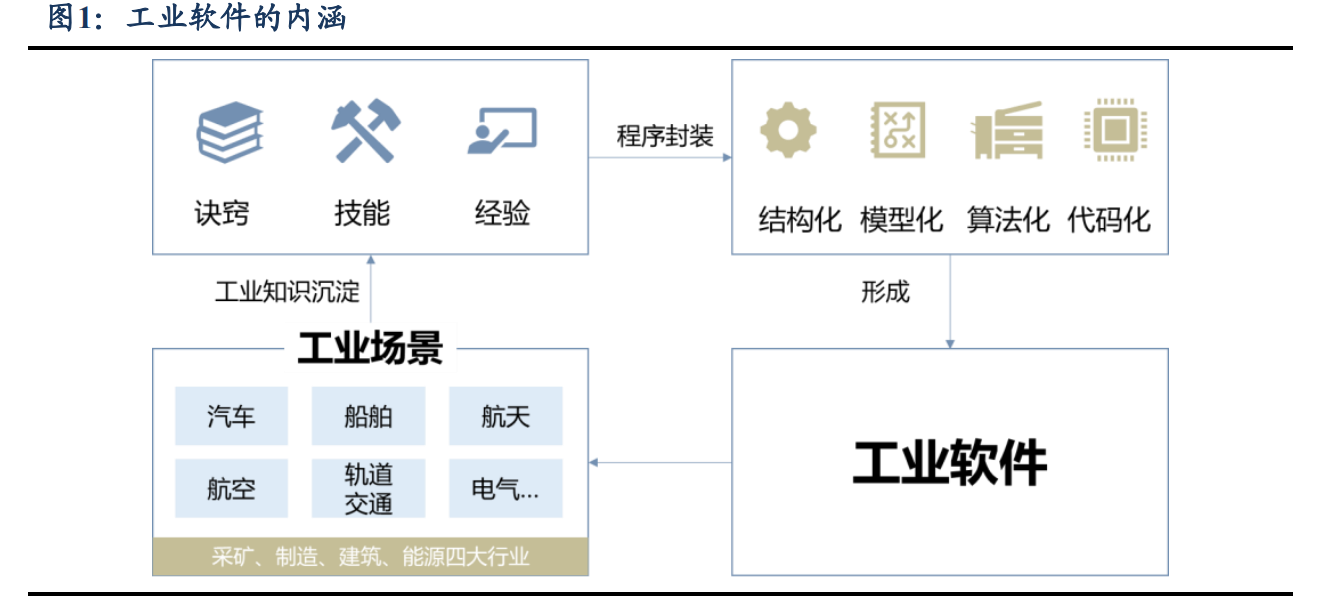 图1：工业软件的内涵
诀窍 技能 经验
程序封装
结构化 模型化 算法化 代码化
工业知识沉淀
形成
工业场景
汽车 船舶 航天
航空 轨道
交通 电气...
采矿、制造、建筑、能源四大行业
工业软件